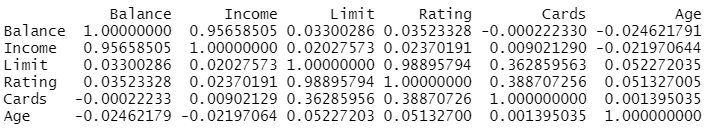 Balance Income Limit Rating Cards Age
Balance 1.00000000 0.95658505 0.03300286 0.03523328 -0.000222330 -0.024621791
Income 0.95658505 1.00000000 0.02027573 0.02370191 0.009021290 -0.021970644
Limit 0.03300286 0.02027573 1.00000000 0.98895794 0.362859563 0.052272035
Rating 0.03523328 0.02370191 0.98895794 1.00000000 0.388707256 0.051327005
Cards -0.00022233 0.00902129 0.36285956 0.38870726 1.000000000 0.001395035
Age -0.02462179 -0.02197064 0.05227203 0.05132700 0.001395035 1.000000000